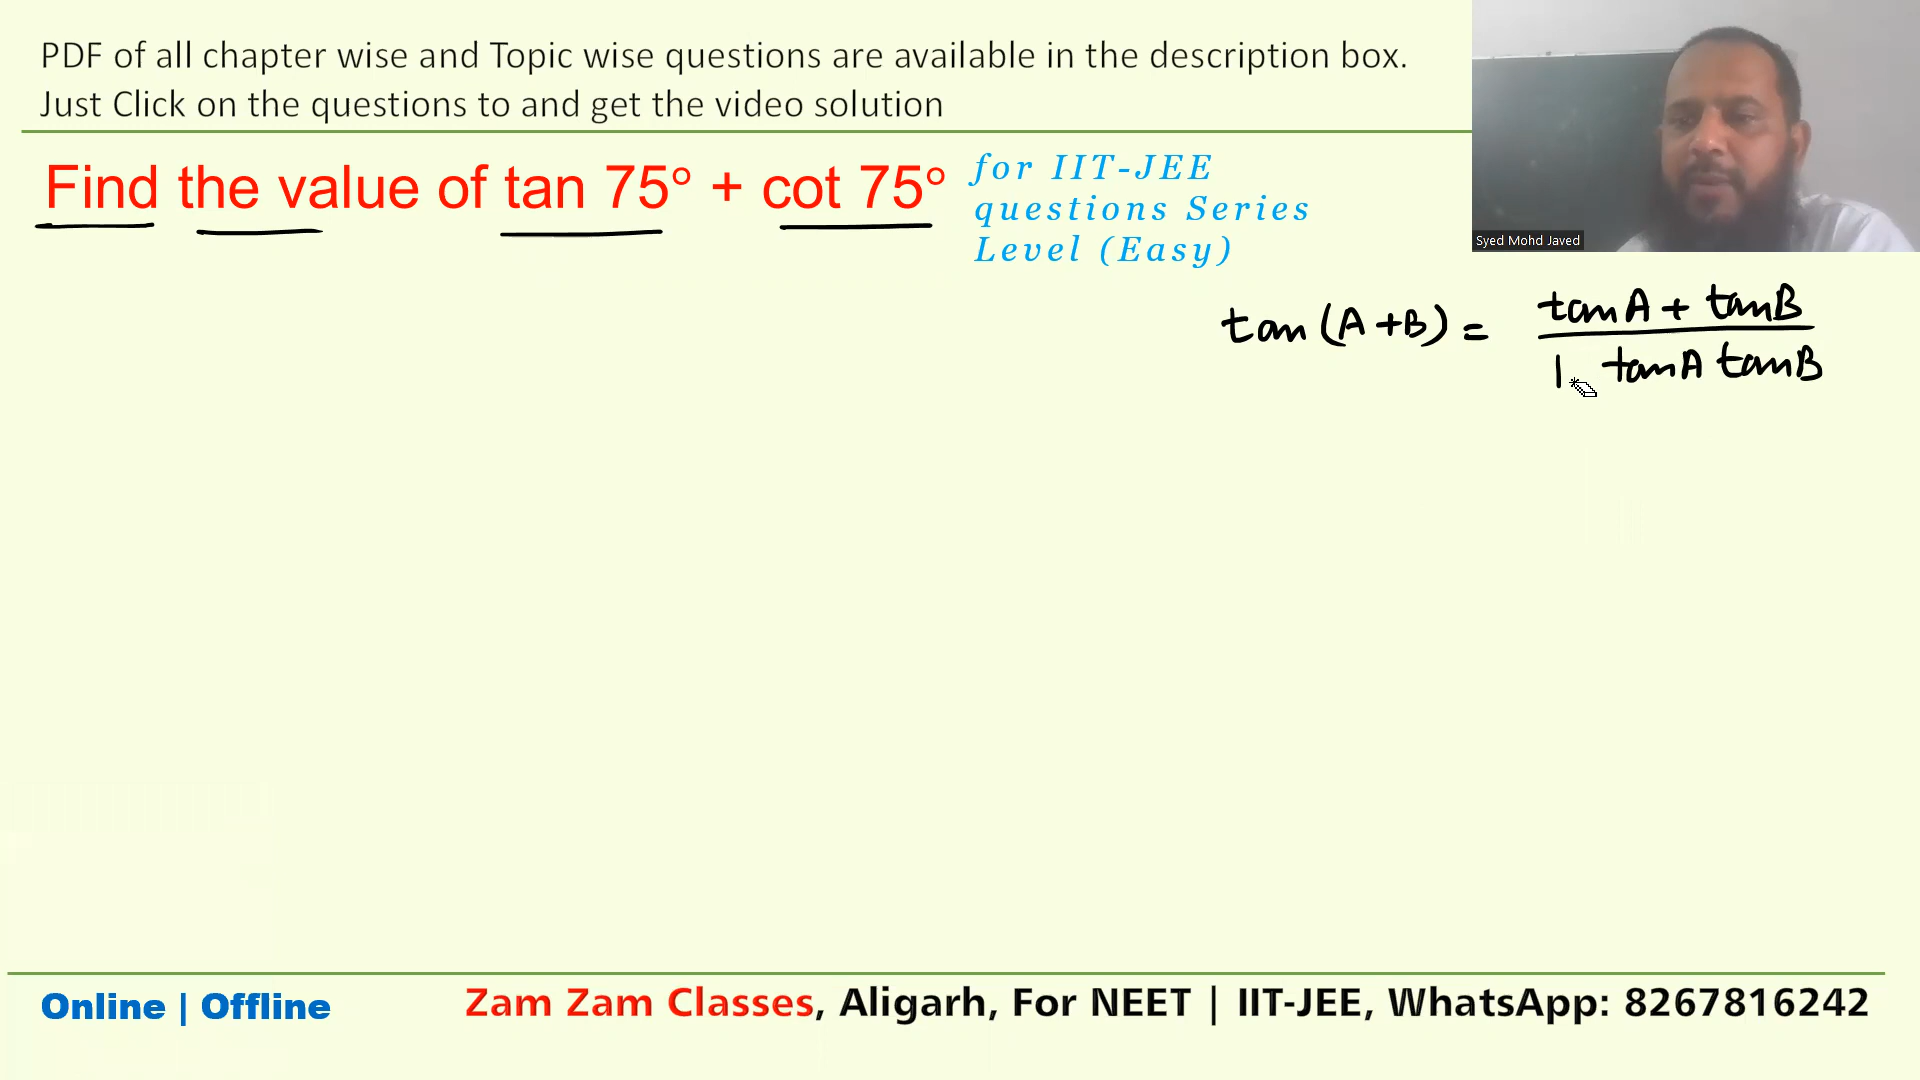 PDF of all chapter wise and Topic wise questions are available in the description box.
Just Click on the questions to and get the video solution
Find the value of tan 75° + cot 75°
for IIT-JEE
questions Series
Level (Easy)
Syed Mohd Javed
tan (A+B) = tanA + tanB
1 tanA tanB
Online | Offline
Zam Zam Classes, Aligarh, For NEET | IIT-JEE, WhatsApp: 8267816242